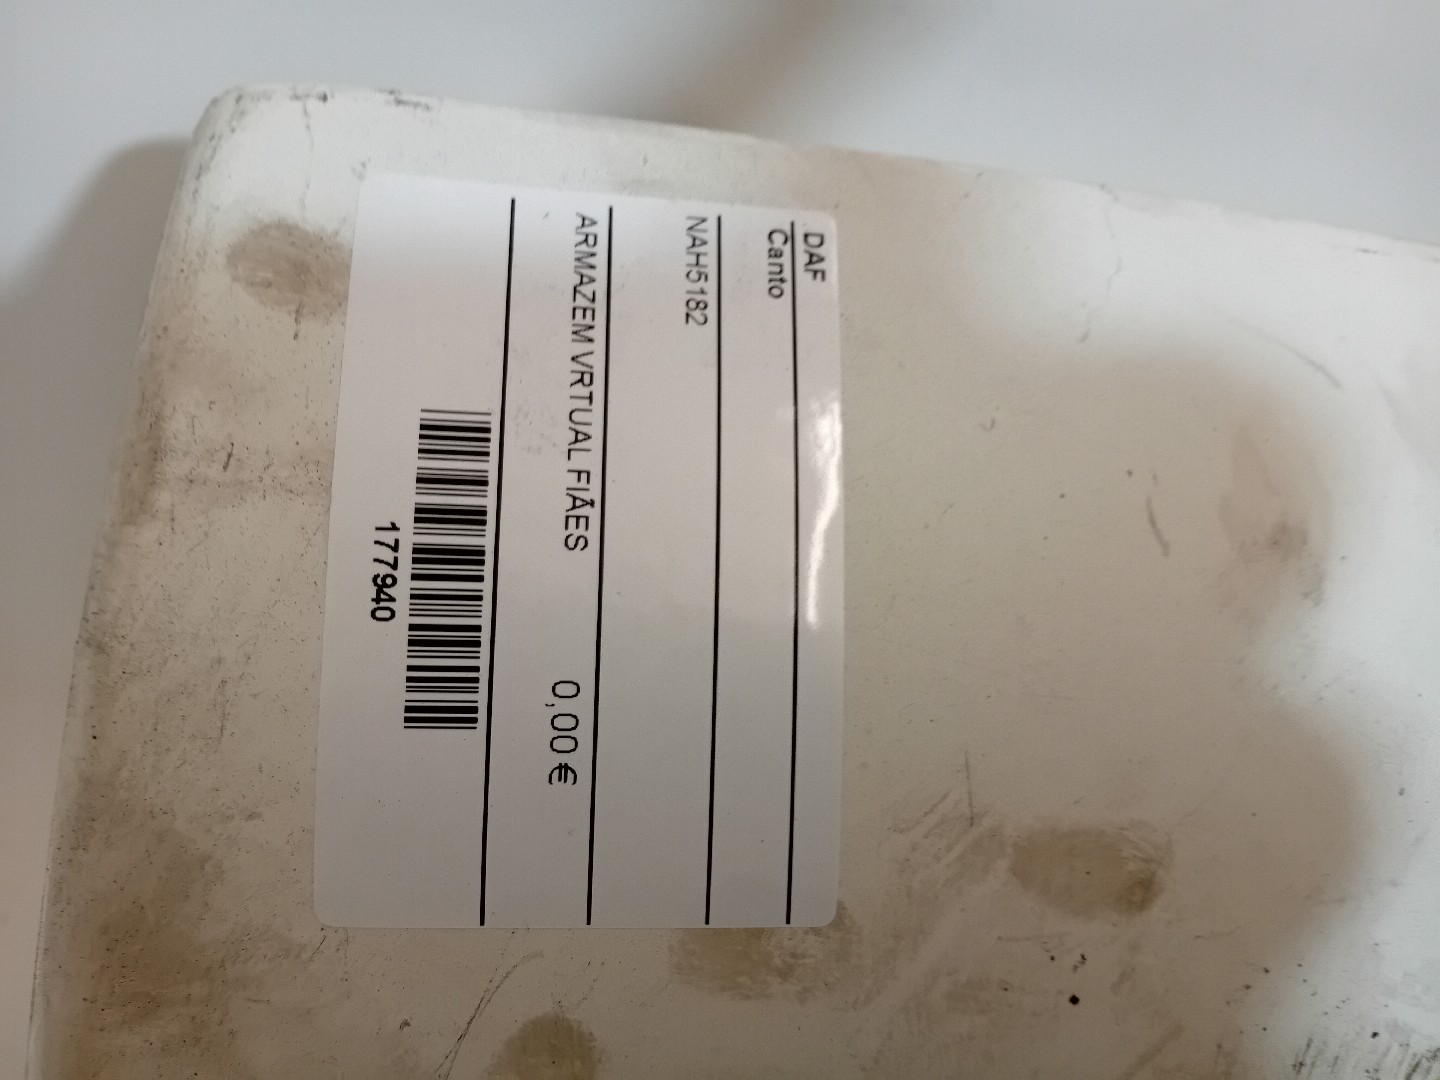 DAF
Canto
NAH5182
ARMAZEM VRTUAL FIÃES 0,00 €
177940